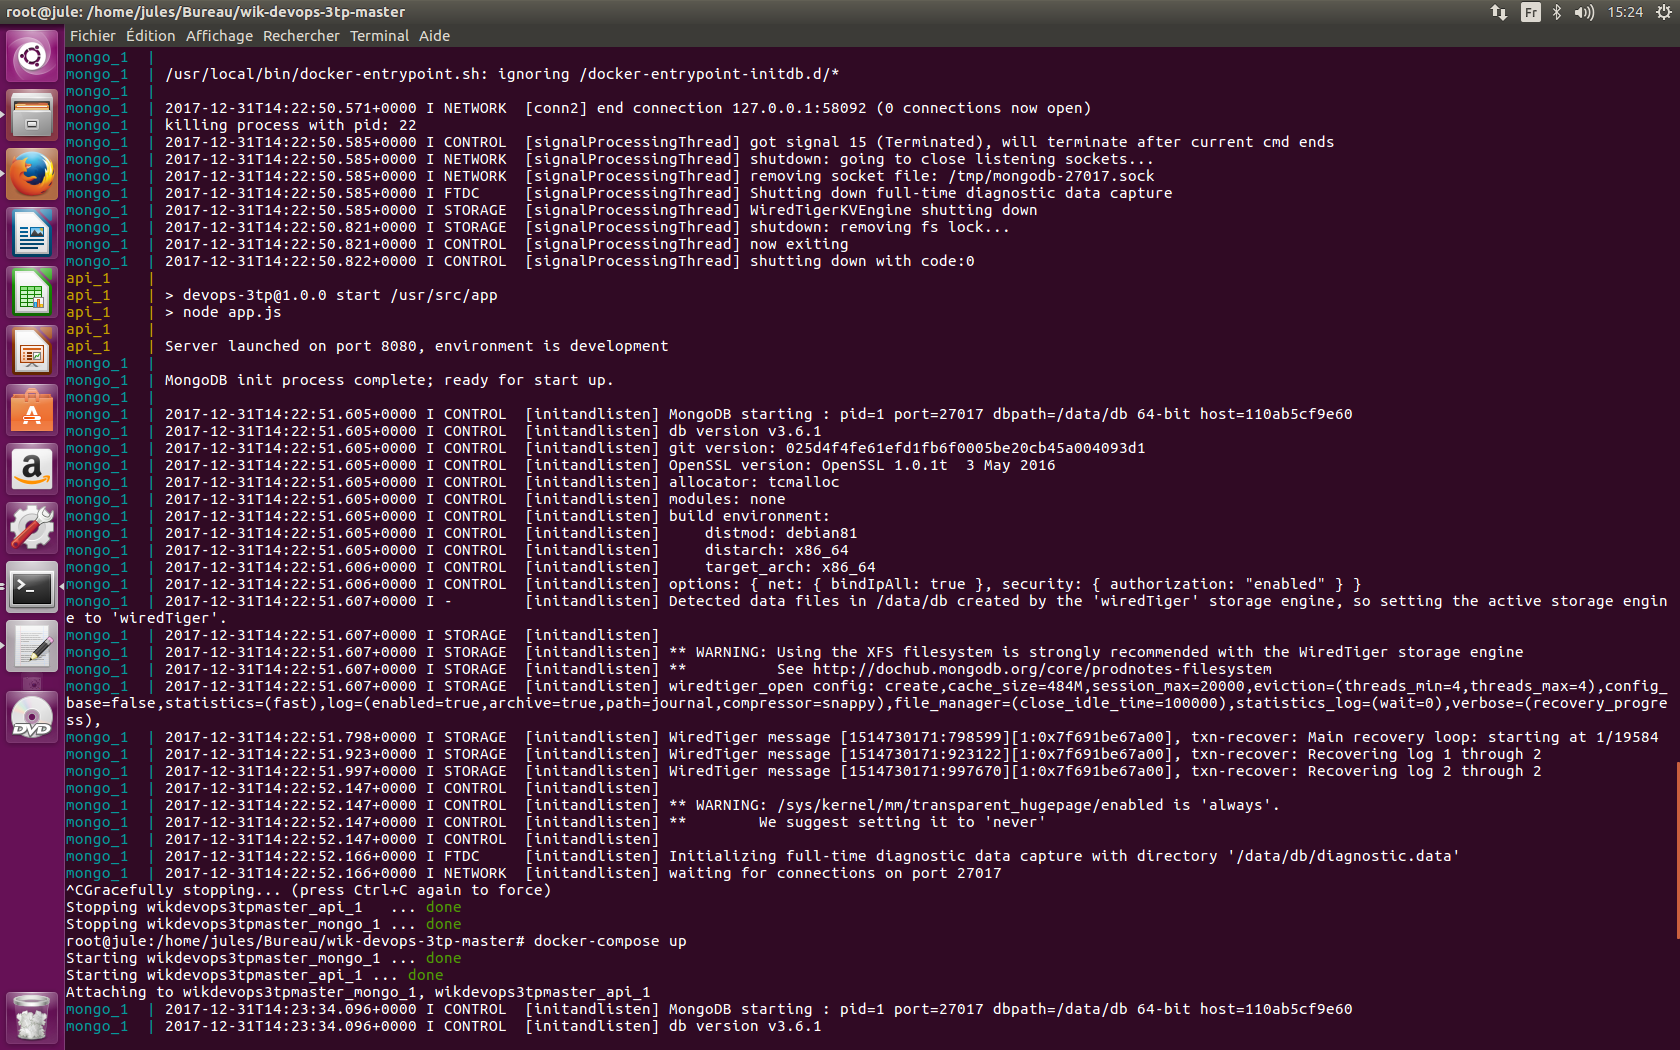 root@jule: /home/jules/Bureau/wik-devops-3tp-master
Fr
15:24
Fichier Édition Affichage Rechercher Terminal Aide
mongo_1 |
mongo_1 | /usr/local/bin/docker-entrypoint.sh: ignoring /docker-entrypoint-initdb.d/*
mongo_1 |
mongo_1 | 2017-12-31T14:22:50.571+0000 I NETWORK [conn2] end connection 127.0.0.1:58092 (0 connections now open)
mongo_1 | killing process with pid: 22
mongo_1 | 2017-12-31T14:22:50.585+0000 I CONTROL [signalProcessingThread] got signal 15 (Terminated), will terminate after current cmd ends
mongo_1 | 2017-12-31T14:22:50.585+0000 I NETWORK [signalProcessingThread] shutdown: going to close listening sockets...
mongo_1 | 2017-12-31T14:22:50.585+0000 I NETWORK [signalProcessingThread] removing socket file: /tmp/mongodb-27017.sock
mongo_1 | 2017-12-31T14:22:50.585+0000 I FTDC [signalProcessingThread] Shutting down full-time diagnostic data capture
mongo_1 | 2017-12-31T14:22:50.585+0000 I STORAGE [signalProcessingThread] WiredTigerKVEngine shutting down
mongo_1 | 2017-12-31T14:22:50.821+0000 I STORAGE [signalProcessingThread] shutdown: removing fs lock...
mongo_1 | 2017-12-31T14:22:50.822+0000 I CONTROL [signalProcessingThread] now exiting
mongo_1 | 2017-12-31T14:22:50.822+0000 I CONTROL [signalProcessingThread] shutting down with code:0
api_1 |
api_1 | > devops-3tp@1.0.0 start /usr/src/app
api_1 | > node app.js
api_1 |
api_1 | Server launched on port 8080, environment is development
mongo_1 |
mongo_1 | MongoDB init process complete; ready for start up.
mongo_1 |
mongo_1 | 2017-12-31T14:22:51.605+0000 I CONTROL [initandlisten] MongoDB starting : pid=1 port=27017 dbpath=/data/db 64-bit host=110ab5cf9e60
mongo_1 | 2017-12-31T14:22:51.605+0000 I CONTROL [initandlisten] db version v3.6.1
mongo_1 | 2017-12-31T14:22:51.605+0000 I CONTROL [initandlisten] git version: 025d4f4fe61efd1fb6f0005be20cb45a004093d1
mongo_1 | 2017-12-31T14:22:51.605+0000 I CONTROL [initandlisten] OpenSSL version: OpenSSL 1.0.1t 3 May 2016
mongo_1 | 2017-12-31T14:22:51.605+0000 I CONTROL [initandlisten] allocator: tcmalloc
mongo_1 | 2017-12-31T14:22:51.605+0000 I CONTROL [initandlisten] modules: none
mongo_1 | 2017-12-31T14:22:51.605+0000 I CONTROL [initandlisten] build environment:
mongo_1 | 2017-12-31T14:22:51.605+0000 I CONTROL [initandlisten] distmod: debian81
mongo_1 | 2017-12-31T14:22:51.605+0000 I CONTROL [initandlisten] distarch: x86_64
mongo_1 | 2017-12-31T14:22:51.606+0000 I CONTROL [initandlisten] target_arch: x86_64
mongo_1 | 2017-12-31T14:22:51.606+0000 I CONTROL [initandlisten] options: { net: { bindIpAll: true }, security: { authorization: "enabled" } }
mongo_1 | 2017-12-31T14:22:51.607+0000 I - [initandlisten] Detected data files in /data/db created by the 'wiredTiger' storage engine, so setting the active storage engin
e to 'wiredTiger'.
mongo_1 | 2017-12-31T14:22:51.607+0000 I STORAGE [initandlisten]
mongo_1 | 2017-12-31T14:22:51.607+0000 I STORAGE [initandlisten] ** WARNING: Using the XFS filesystem is strongly recommended with the WiredTiger storage engine
mongo_1 | 2017-12-31T14:22:51.607+0000 I STORAGE [initandlisten] ** See http://dochub.mongodb.org/core/prodnotes-filesystem
mongo_1 | 2017-12-31T14:22:51.607+0000 I STORAGE [initandlisten] wiredtiger_open config: create,cache_size=484M,session_max=20000,eviction=(threads_min=4,threads_max=4),config_
base=false,statistics=(fast),log=(enabled=true,archive=true,path=journal,compressor=snappy),file_manager=(close_idle_time=100000),statistics_log=(wait=0),verbose=(recovery_progre
ss),
mongo_1 | 2017-12-31T14:22:51.798+0000 I STORAGE [initandlisten] WiredTiger message [1514730171:798599][1:0x7f691be67a00], txn-recover: Main recovery loop: starting at 1/19584
mongo_1 | 2017-12-31T14:22:51.923+0000 I STORAGE [initandlisten] WiredTiger message [1514730171:923122][1:0x7f691be67a00], txn-recover: Recovering log 1 through 2
mongo_1 | 2017-12-31T14:22:51.997+0000 I STORAGE [initandlisten] WiredTiger message [1514730171:997670][1:0x7f691be67a00], txn-recover: Recovering log 2 through 2
mongo_1 | 2017-12-31T14:22:52.147+0000 I CONTROL [initandlisten]
mongo_1 | 2017-12-31T14:22:52.147+0000 I CONTROL [initandlisten] ** WARNING: /sys/kernel/mm/transparent_hugepage/enabled is 'always'.
mongo_1 | 2017-12-31T14:22:52.147+0000 I CONTROL [initandlisten] ** We suggest setting it to 'never'
mongo_1 | 2017-12-31T14:22:52.147+0000 I CONTROL [initandlisten]
mongo_1 | 2017-12-31T14:22:52.166+0000 I FTDC [initandlisten] Initializing full-time diagnostic data capture with directory '/data/db/diagnostic.data'
mongo_1 | 2017-12-31T14:22:52.166+0000 I NETWORK [initandlisten] waiting for connections on port 27017
^CGracefully stopping... (press Ctrl+C again to force)
Stopping wikdevops3tpmaster_api_1 ... done
Stopping wikdevops3tpmaster_mongo_1 ... done
root@jule:/home/jules/Bureau/wik-devops-3tp-master# docker-compose up
Starting wikdevops3tpmaster_mongo_1 ... done
Starting wikdevops3tpmaster_api_1 ... done
Attaching to wikdevops3tpmaster_mongo_1, wikdevops3tpmaster_api_1
mongo_1 | 2017-12-31T14:23:34.096+0000 I CONTROL [initandlisten] MongoDB starting : pid=1 port=27017 dbpath=/data/db 64-bit host=110ab5cf9e60
mongo_1 | 2017-12-31T14:23:34.096+0000 I CONTROL [initandlisten] db version v3.6.1